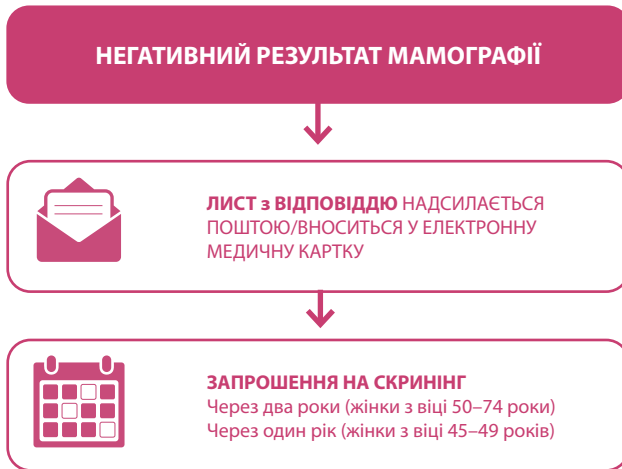 НЕГАТИВНИЙ РЕЗУЛЬТАТ МАМОГРАФІЇ
ЛИСТ з ВІДПОВІДДЮ НАДСИЛАЄТЬСЯ
ПОШТОЮ/ВНОСИТЬСЯ У ЕЛЕКТРОННУ
МЕДИЧНУ КАРТКУ
ЗАПРОШЕННЯ НА СКРИНІНГ
Через два роки (жінки з віці 50–74 роки)
Через один рік (жінки з віці 45–49 років)